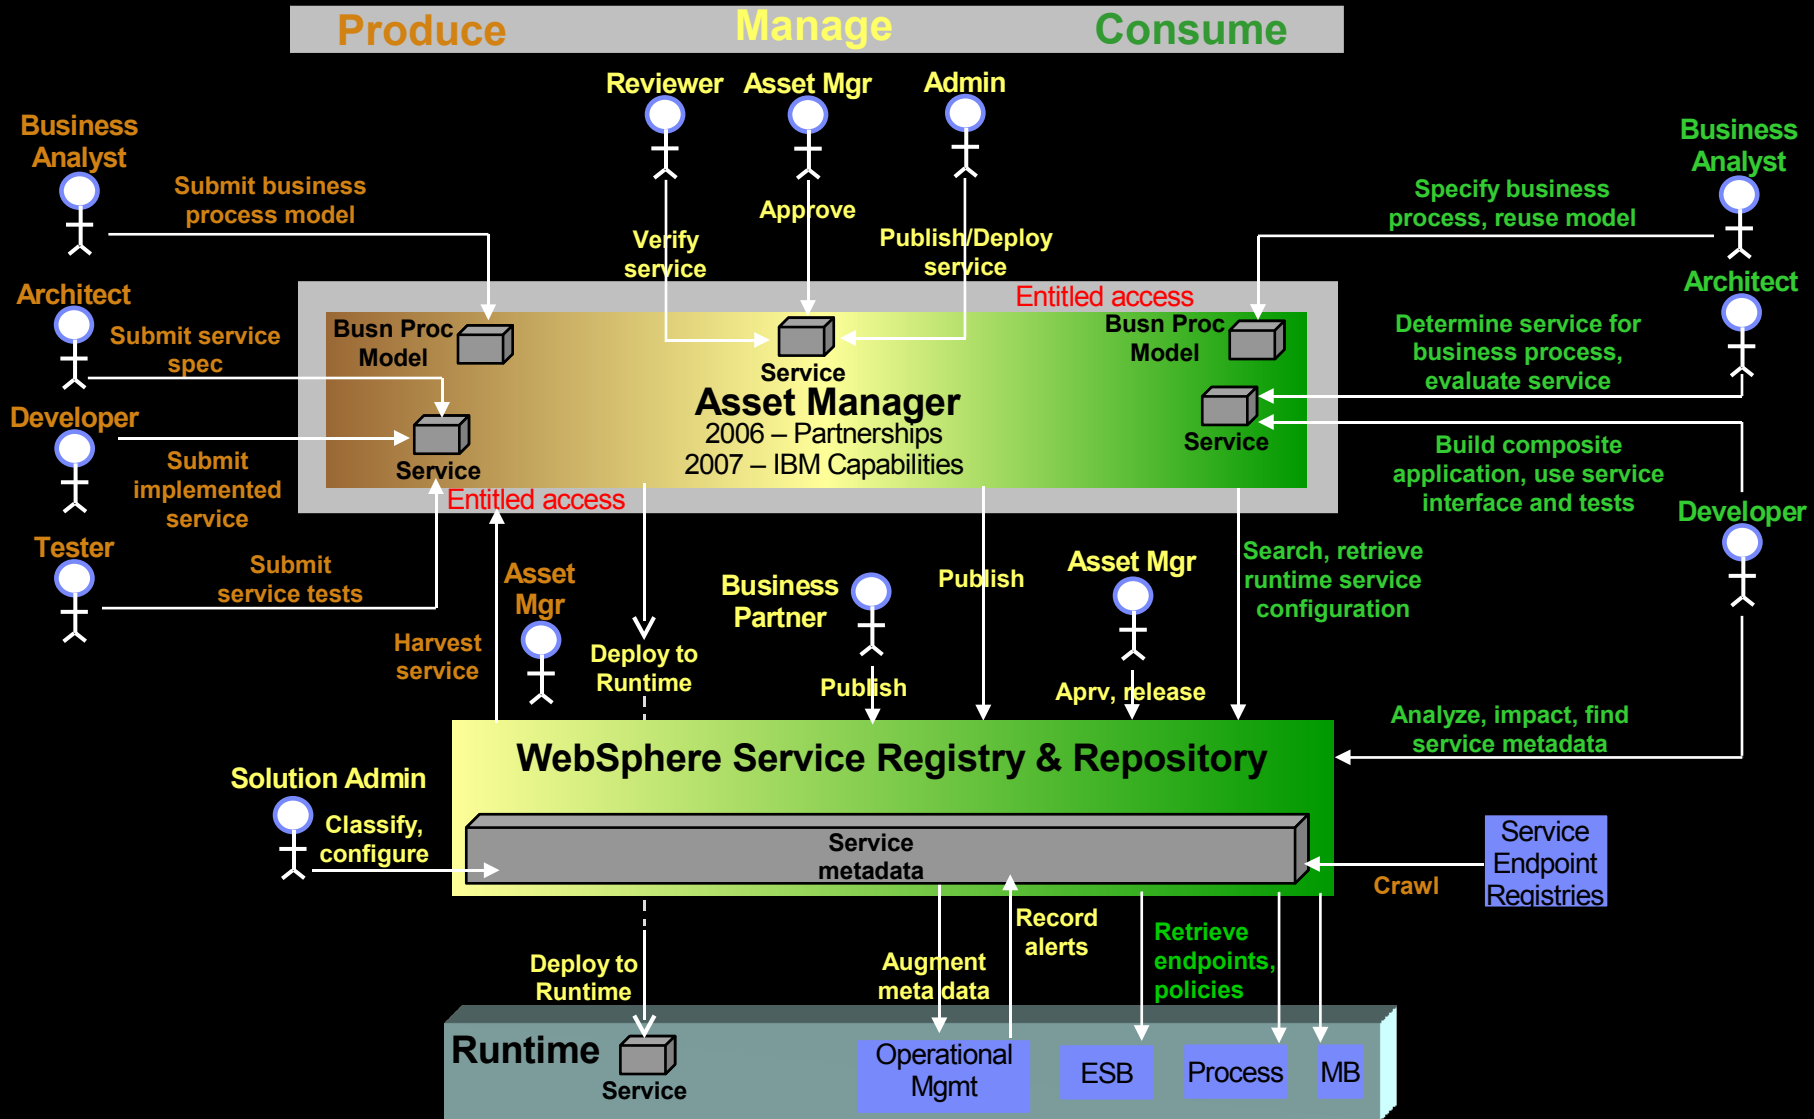 Produce
Manage
Consume
Reviewer
Asset Mgr
Admin
Business
Analyst
Submit business
process model
Verify
service
Approve
Publish/Deploy
service
Specify business
process, reuse model
Business
Analyst
Architect
Submit service
spec
Entitled access
Architect
Busn Proc
Model
Service
Busn Proc
Model
Determine service for
business process,
evaluate service
Developer
Submit
implemented
service
Service
Asset Manager
2006 – Partnerships
2007 – IBM Capabilities
Service
Build composite
application, use service
interface and tests
Developer
Entitled access
Tester
Submit
service tests
Asset
Mgr
Harvest
service
Deploy to
Runtime
Business
Partner
Publish
Publish
Asset Mgr
Aprv, release
Search, retrieve
runtime service
configuration
Analyze, impact, find
service metadata
WebSphere Service Registry & Repository
Solution Admin
Classify,
configure
Service
metadata
Crawl
Service
Endpoint
Registries
Deploy to
Runtime
Augment
meta data
Record
alerts
Retrieve
endpoints,
policies
Runtime
Service
Operational
Mgmt
ESB
Process
MB